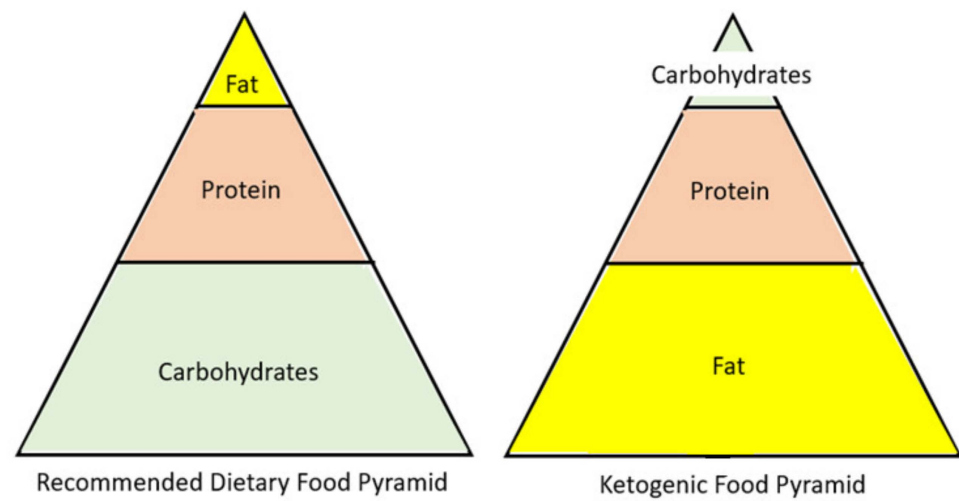 Fat
Protein
Carbohydrates
Recommended Dietary Food Pyramid
Carbohydrates
Protein
Fat
Ketogenic Food Pyramid